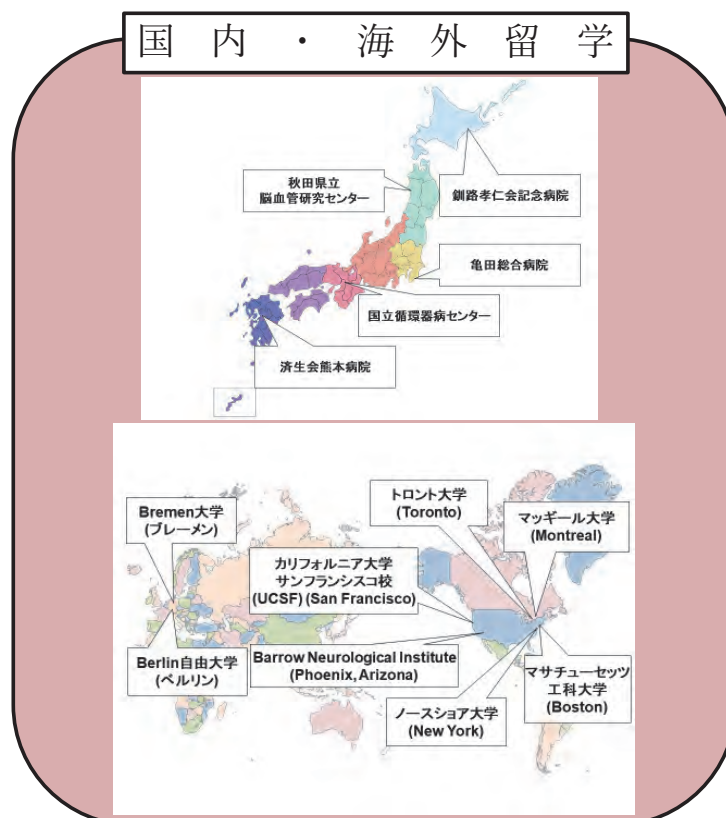 国内・海外留学
秋田県立
脳血管研究センター
釧路孝仁会記念病院
亀田総合病院
国立循環器病センター
済生会熊本病院
トロント大学
(Toronto)
Bremen大学
(ブレーメン)
マッギール大学
(Montreal)
カリフォルニア大学
サンフランシスコ校
(UCSF) (San Francisco)
Berlin自由大学
(ベルリン)
Barrow Neurological Institute
(Phoenix, Arizona)
マサチューセッツ
工科大学
(Boston)
ノースショア大学
(New York)